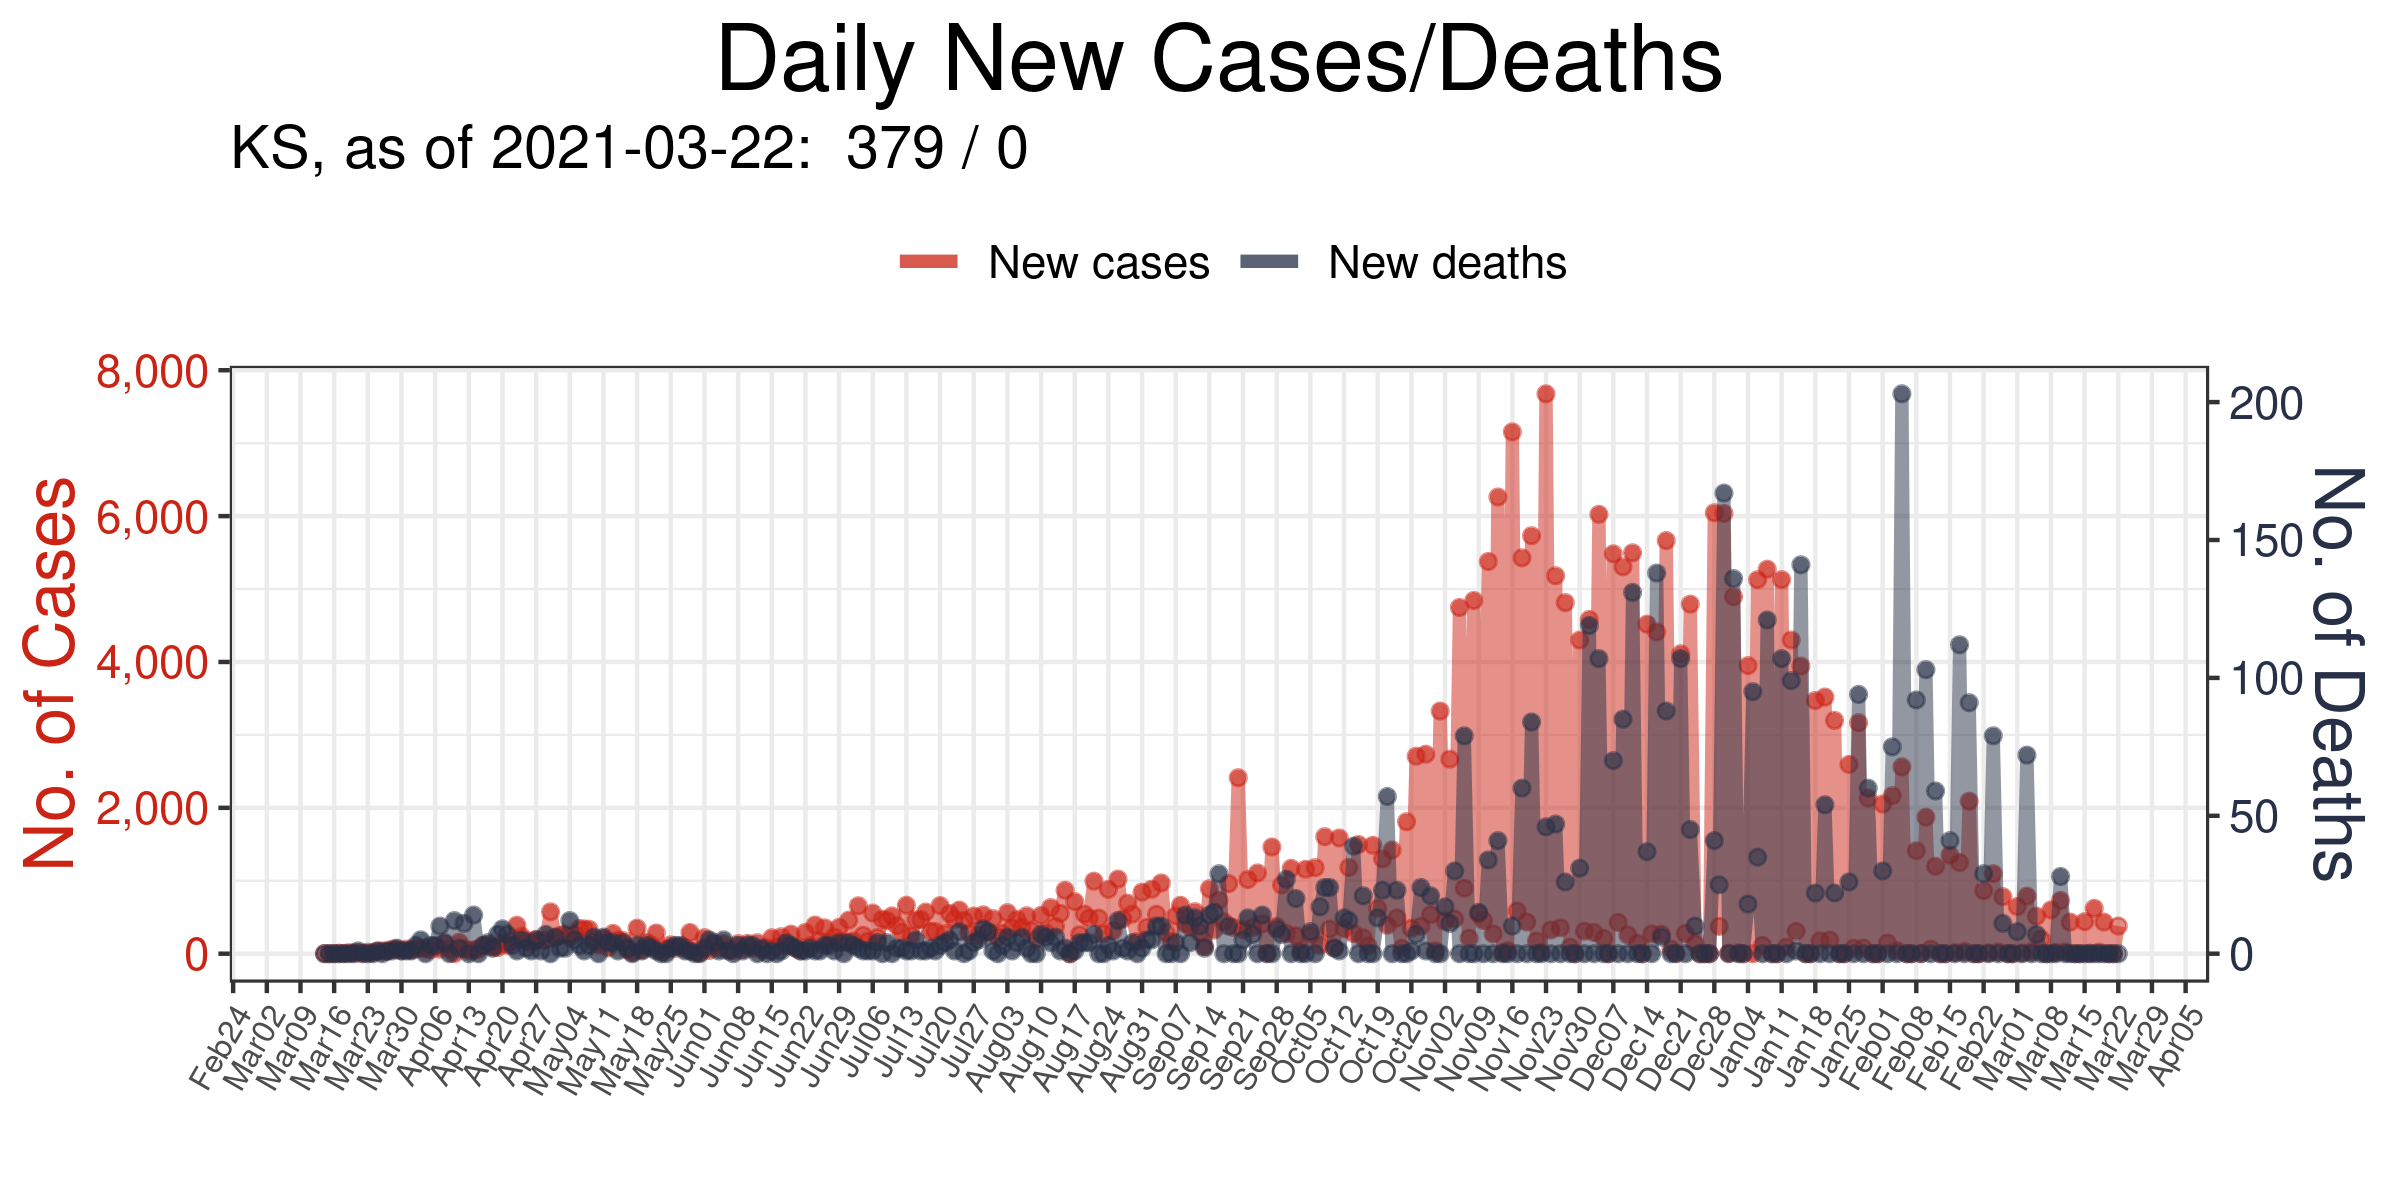 Daily New Cases/Deaths
KS, as of 2021-03-22:  379 / 0
New cases
New deaths
No. of Cases
8,000
6,000
4,000
2,000
0
200
150
100
50
0
No. of Deaths
Feb24
Mar02
Mar09
Mar16
Mar23
Mar30
Apr06
Apr13
Apr20
Apr27
May04
May11
May18
May25
Jun01
Jun08
Jun15
Jun22
Jun29
Jul06
Jul13
Jul20
Jul27
Aug03
Aug10
Aug17
Aug24
Aug31
Sep07
Sep14
Sep21
Sep28
Oct05
Oct12
Oct19
Oct26
Nov02
Nov09
Nov16
Nov23
Nov30
Dec07
Dec14
Dec21
Dec28
Jan04
Jan11
Jan18
Jan25
Feb01
Feb08
Feb15
Feb22
Mar01
Mar08
Mar15
Mar22
Mar29
Apr05